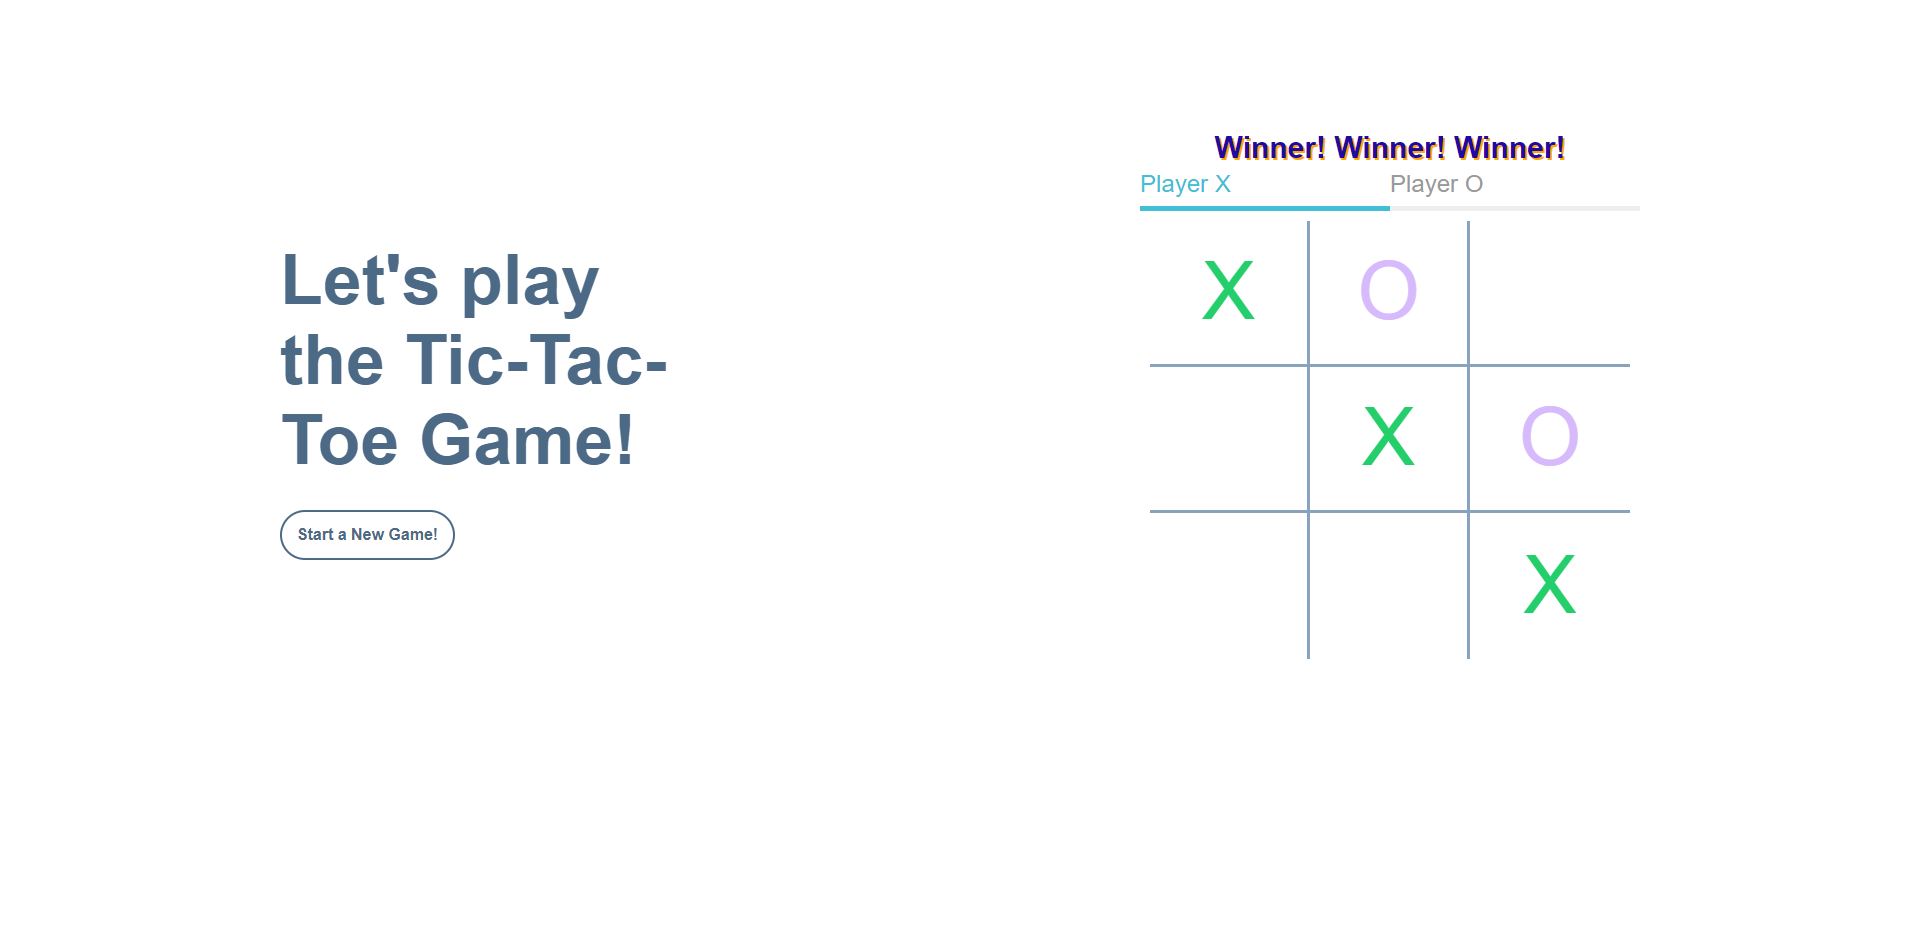 Let's play
the Tic-Tac-
Toe Game!
Start a New Game!
Winner! Winner! Winner!
Player X Player O
X O
X O
X